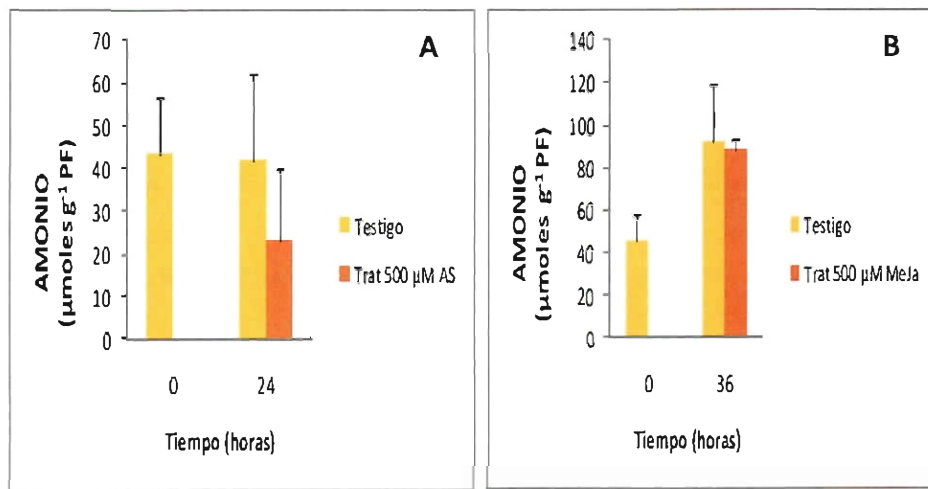 A
AMONIO
(µmoles g⁻¹ PF)
70
60
50
40
30
20
10
0
0 24
Tiempo (horas)
Testigo
Trat 500 µM AS
B
AMONIO
(µmoles g⁻¹ PF)
140
120
100
80
60
40
20
0
0 36
Tiempo (horas)
Testigo
Trat 500 µM MeJa